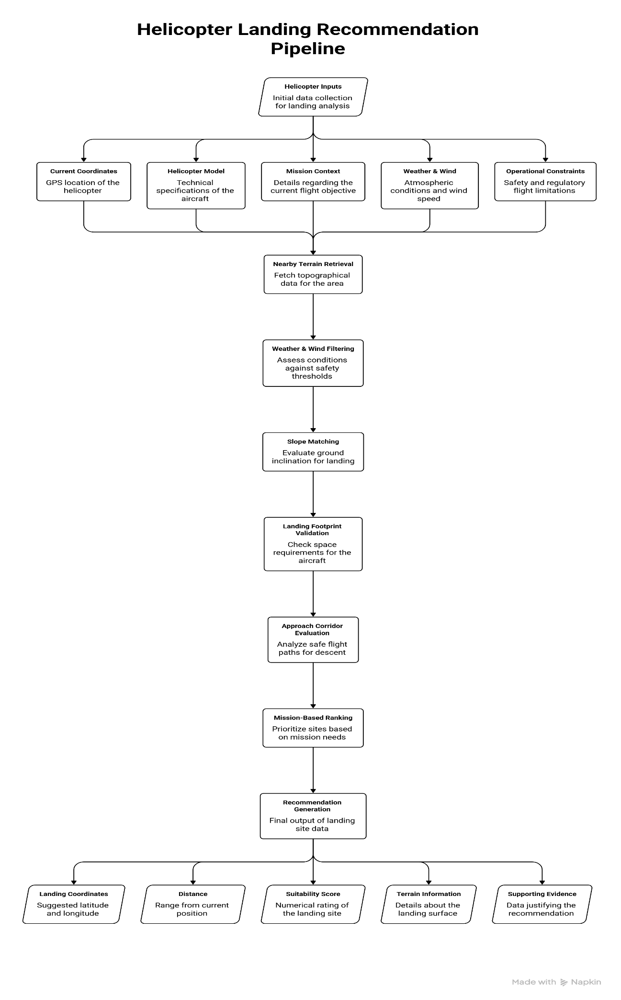 Helicopter Landing Recommendation
Pipeline
Helicopter Inputs
Initial data collection
for landing analysis
Current Coordinates
GPS location of the
helicopter
Helicopter Model
Technical
specifications of the
aircraft
Mission Context
Details regarding the
current flight objective
Weather & Wind
Atmospheric
conditions and wind
speed
Operational Constraints
Safety and regulatory
flight limitations
Nearby Terrain Retrieval
Fetch topographical
data for the area
Weather & Wind Filtering
Assess conditions
against safety
thresholds
Slope Matching
Evaluate ground
inclination for landing
Landing Footprint
Validation
Check space
requirements for the
aircraft
Approach Corridor
Evaluation
Analyze safe flight
paths for descent
Mission-Based Ranking
Prioritize sites based
on mission needs
Recommendation
Generation
Final output of landing
site data
Landing Coordinates
Suggested latitude
and longitude
Distance
Range from current
position
Suitability Score
Numerical rating of
the landing site
Terrain Information
Details about the
landing surface
Supporting Evidence
Data justifying the
recommendation
Made with Napkin